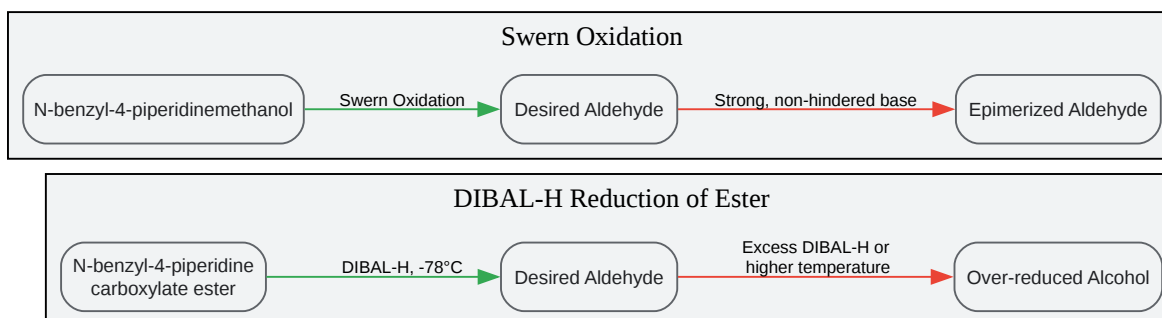 Swern Oxidation
N-benzyl-4-piperidinemethanol
Swern Oxidation
Desired Aldehyde
Strong, non-hindered base
Epimerized Aldehyde
DIBAL-H Reduction of Ester
N-benzyl-4-piperidine
carboxylate ester
DIBAL-H, -78°C
Desired Aldehyde
Excess DIBAL-H or
higher temperature
Over-reduced Alcohol